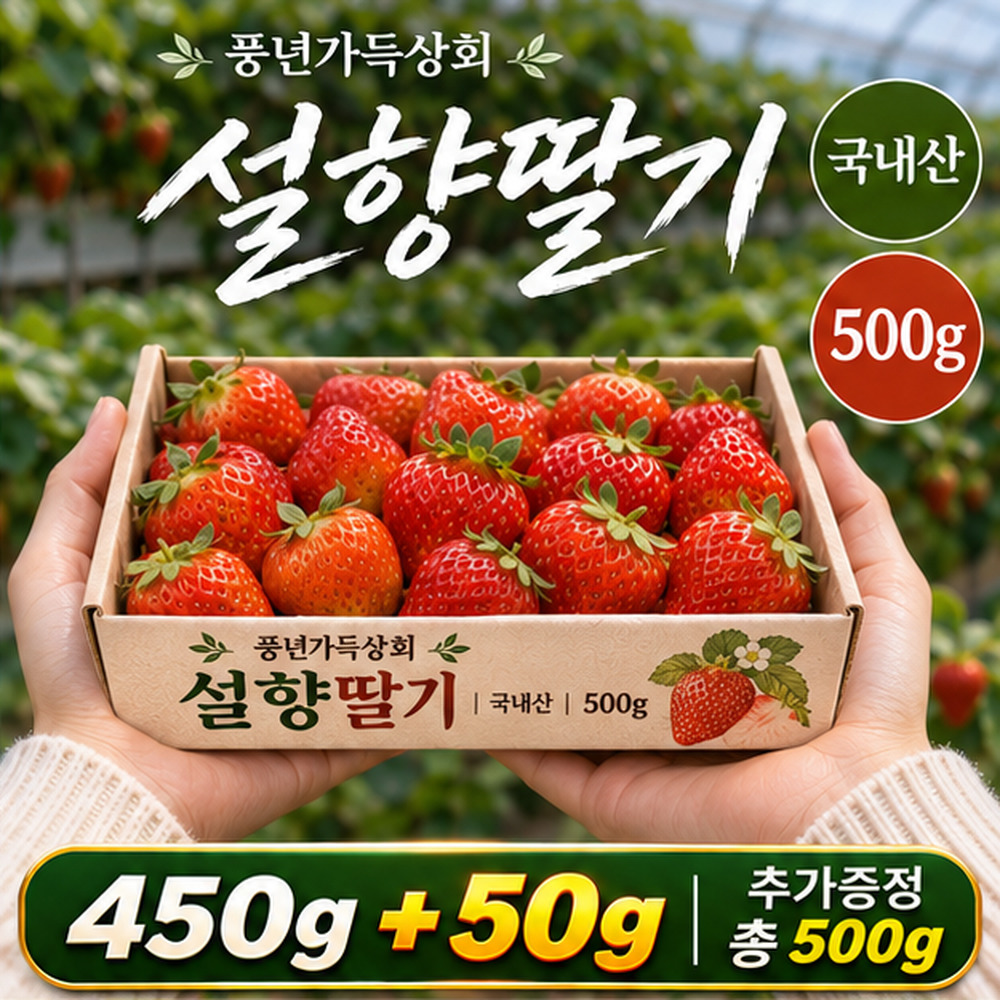 풍년가득상회
설향딸기
국내산
500g
풍년가득상회
설향딸기 | 국내산 | 500g
450g + 50g
추가증정
총 500g